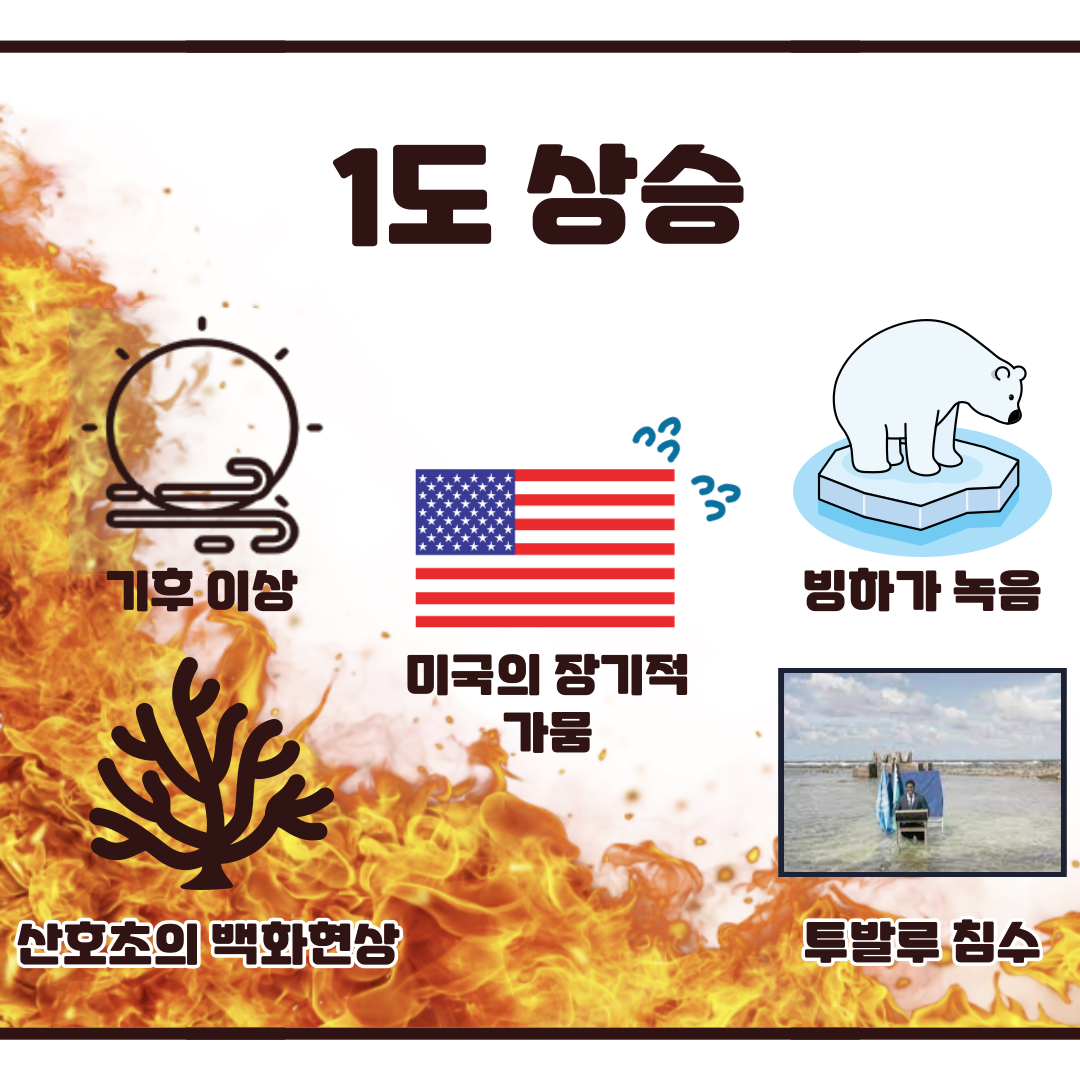 1도 상승
기후 이상
빙하가 녹음
미국의 장기적
가뭄
산호초의 백화현상
투발루 침수